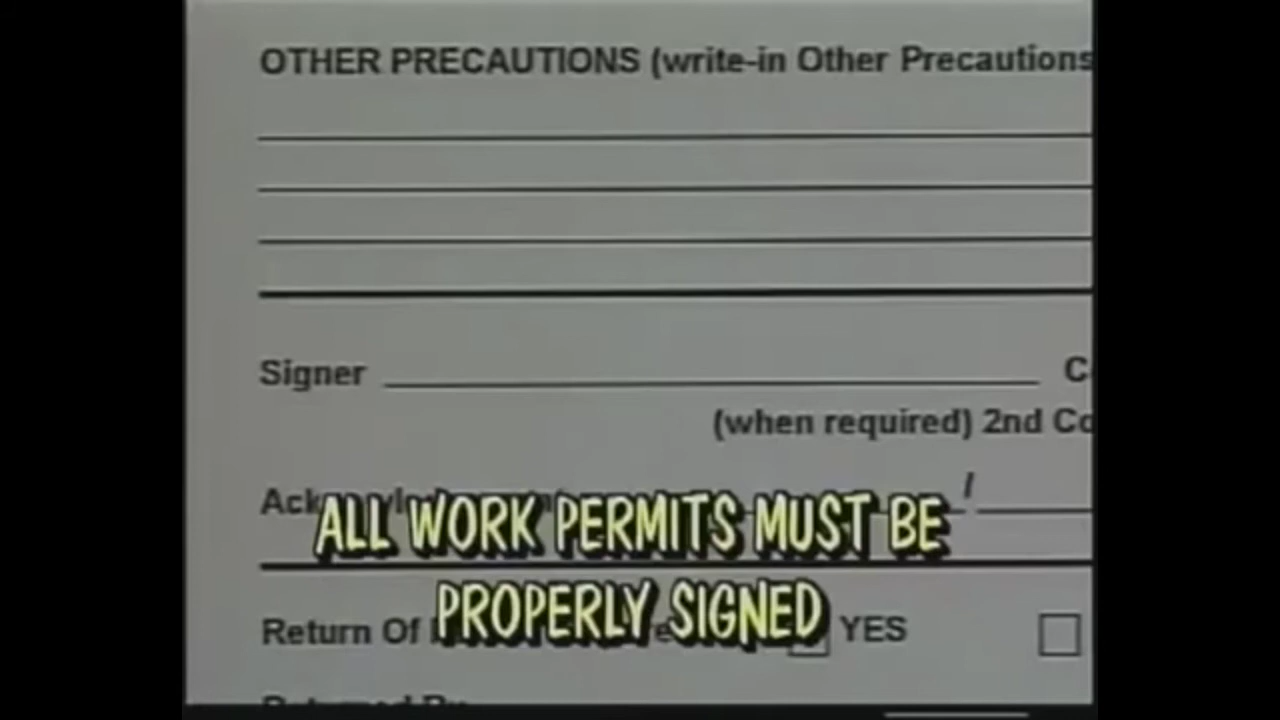 OTHER PRECAUTIONS (write-in Other Precautions
Signer
(when required) 2nd
ALL WORK PERMITS MUST BE
PROPERLY SIGNED
Return Of
YES